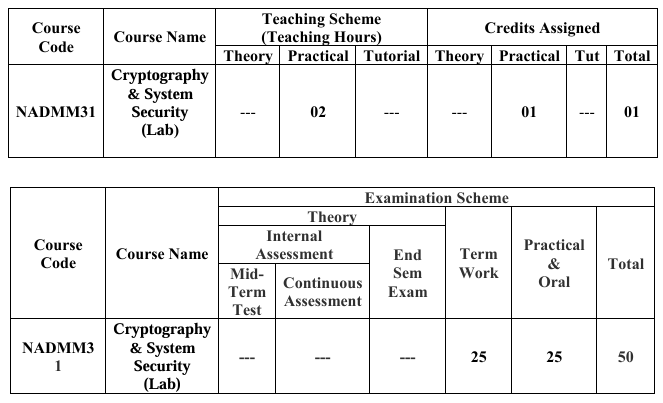 Course Code Course Name Teaching Scheme (Teaching Hours) Credits Assigned
Theory Practical Tutorial Theory Practical Tut Total
NADMM31 Cryptography & System Security (Lab) --- 02 --- --- 01 --- 01
Course Code Course Name Examination Scheme
Theory Term Work Practical & Oral Total
Internal Assessment End Sem Exam
Mid-Term Test Continuous Assessment
NADMM3 1 Cryptography & System Security (Lab) --- --- --- 25 25 50